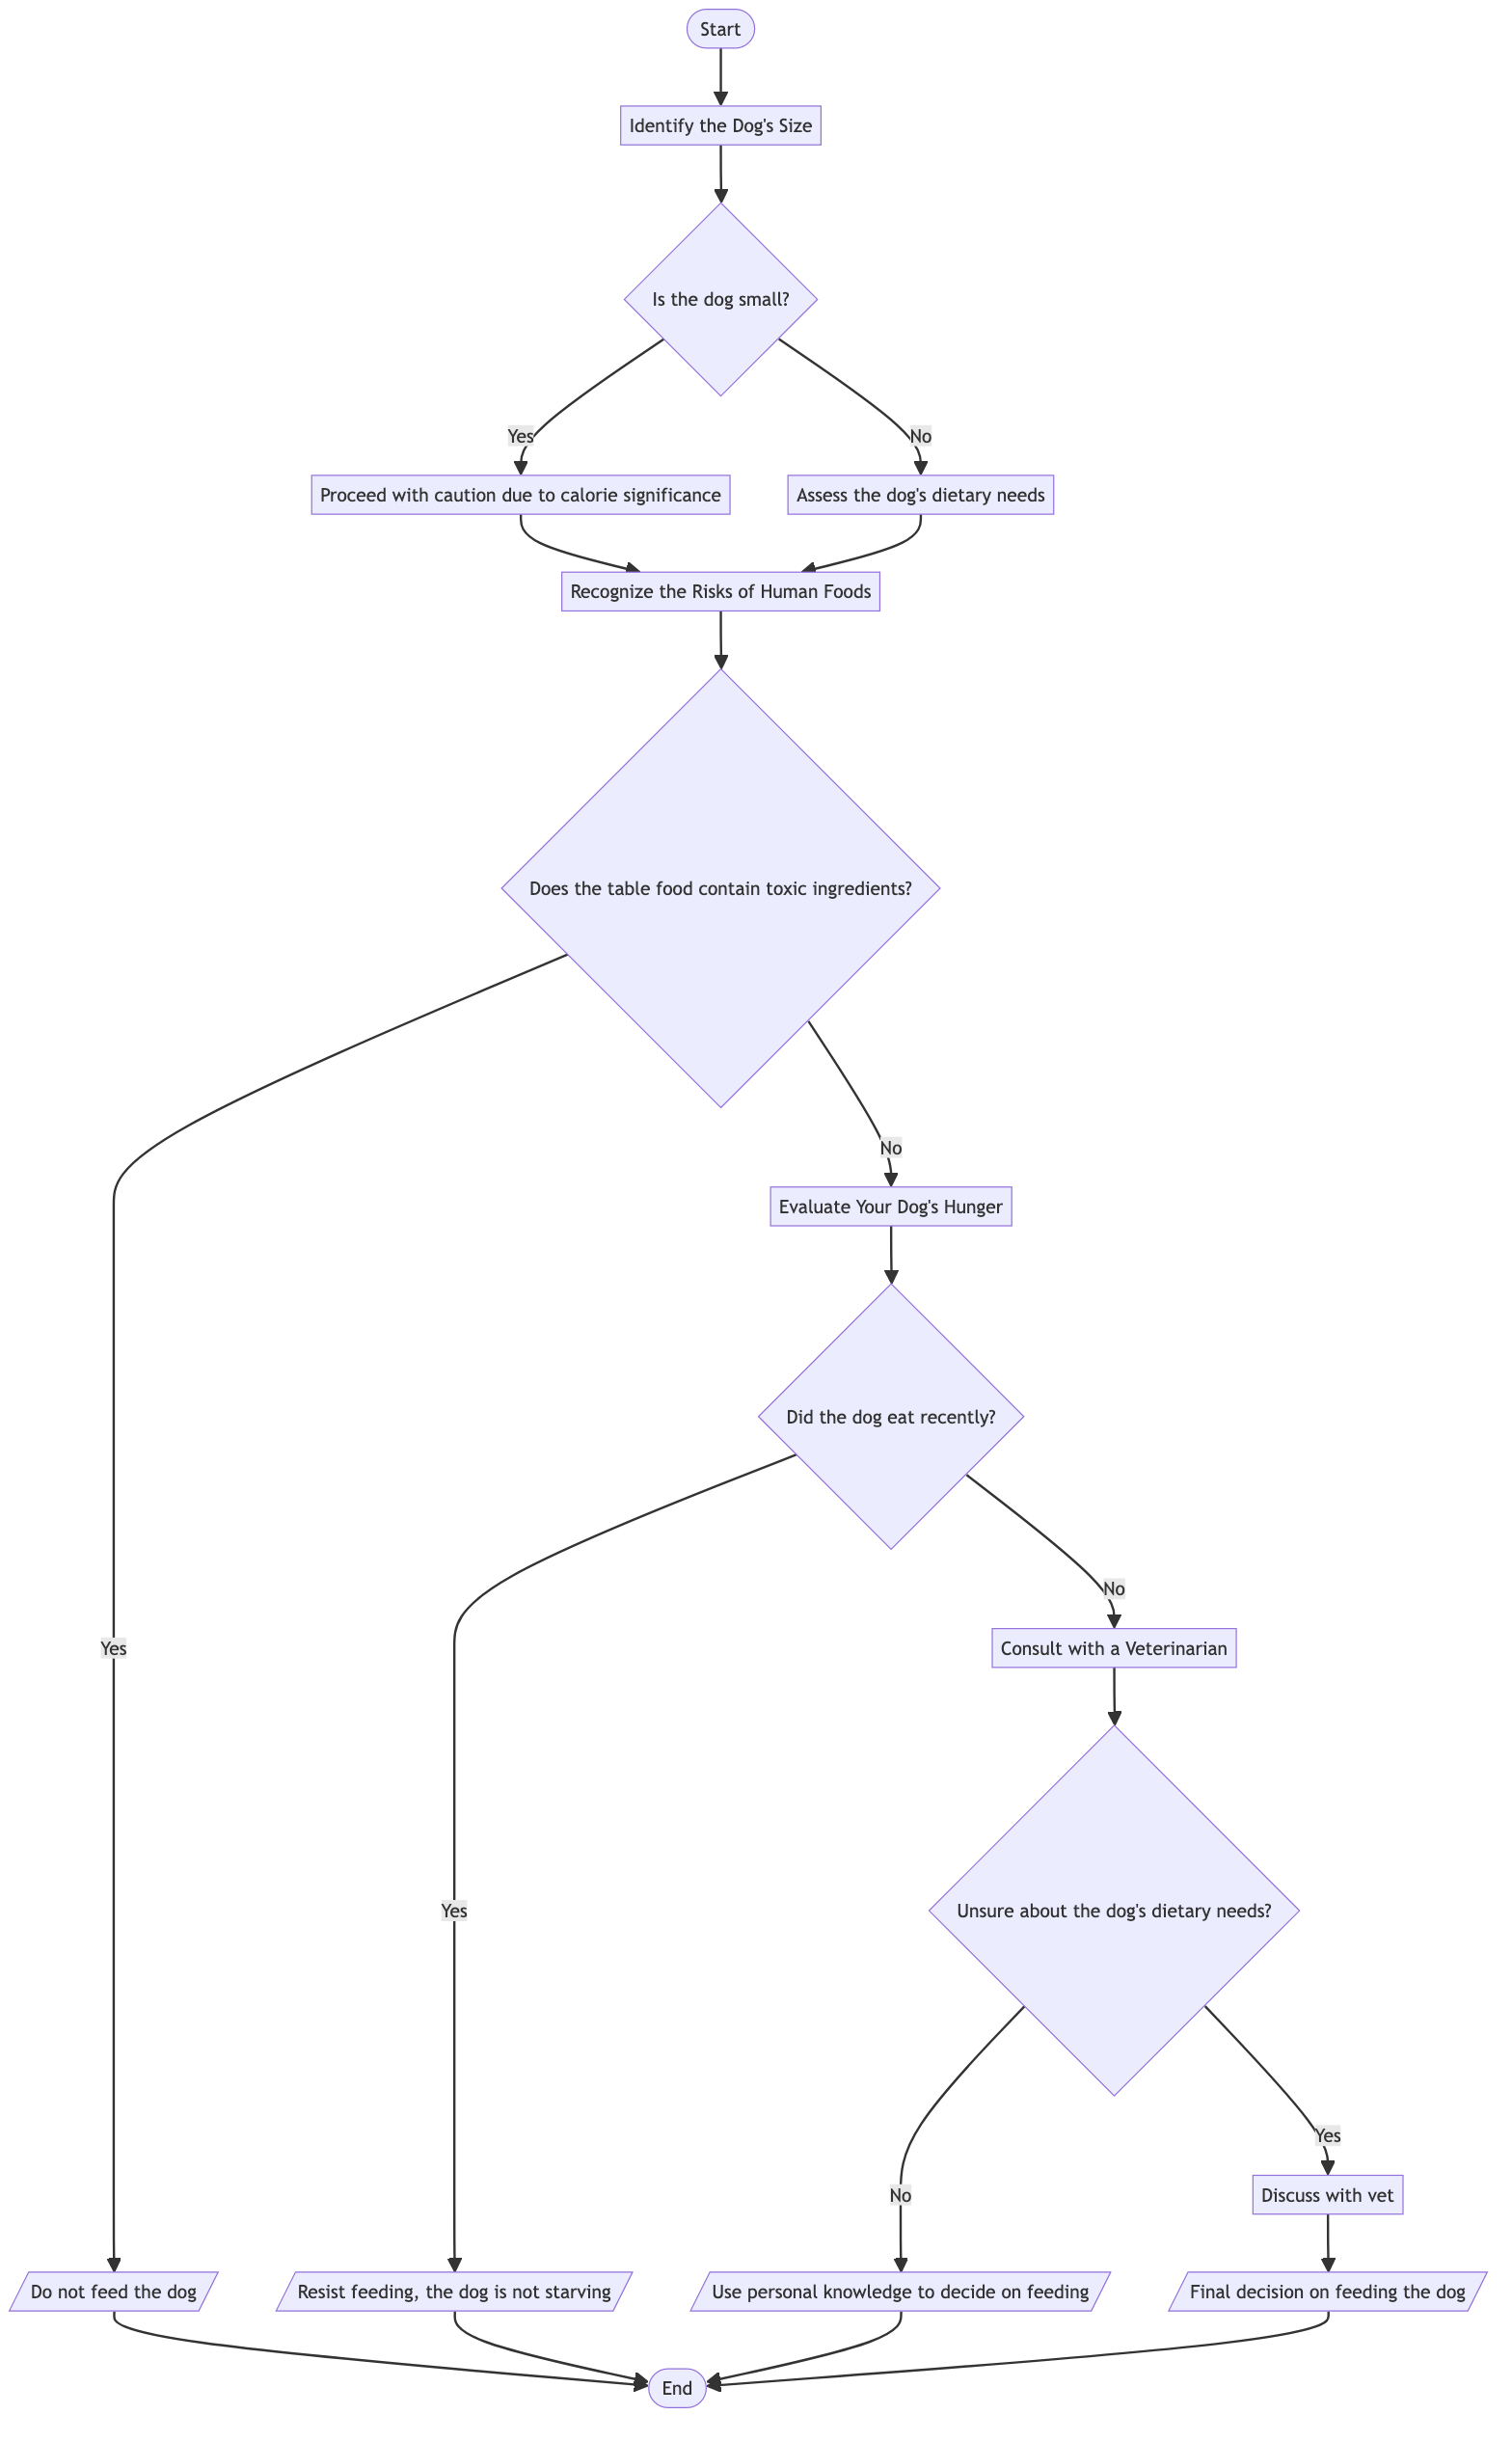 Start
Identify the Dog's Size
Is the dog small?
Yes
No
Proceed with caution due to calorie significance
Assess the dog's dietary needs
Recognize the Risks of Human Foods
Does the table food contain toxic ingredients?
No
Evaluate Your Dog's Hunger
Did the dog eat recently?
No
Yes
Consult with a Veterinarian
Yes
Unsure about the dog's dietary needs?
Yes
No
Discuss with vet
Do not feed the dog
Resist feeding, the dog is not starving
Use personal knowledge to decide on feeding
Final decision on feeding the dog
End